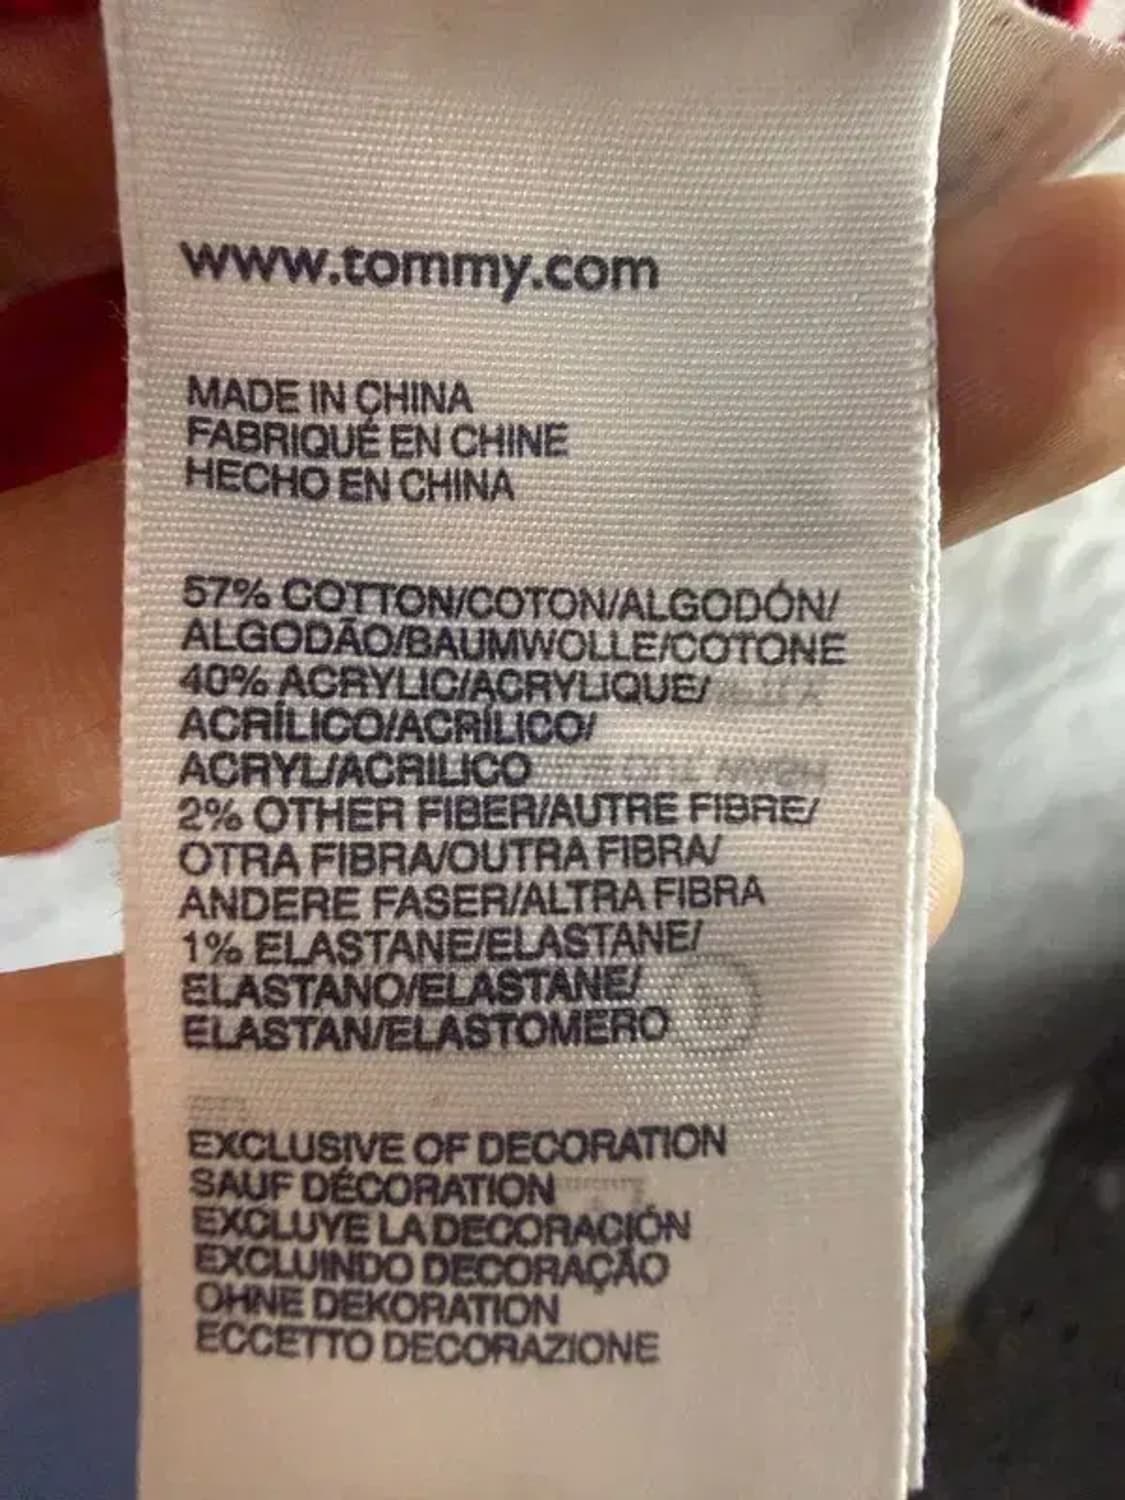 www.tommy.com
MADE IN CHINA
FABRIQUÉ EN CHINE
HECHO EN CHINA
57% COTTON/COTON/ALGODÓN/
ALGODÃO/BAUMWOLLE/COTONE
40% ACRYLIC/ACRYLIQUE/
ACRÍLICO/ACRÍLICO/
ACRYL/ACRILICO
2% OTHER FIBER/AUTRE FIBRE/
OTRA FIBRA/OUTRA FIBRA/
ANDERE FASER/ALTRA FIBRA
1% ELASTANE/ELASTANE/
ELASTANO/ELASTANE/
ELASTAN/ELASTOMERO
EXCLUSIVE OF DECORATION
SAUF DÉCORATION
EXCLUYE LA DECORACIÓN
EXCLUINDO DECORAÇÃO
OHNE DEKORATION
ECCETTO DECORAZIONE